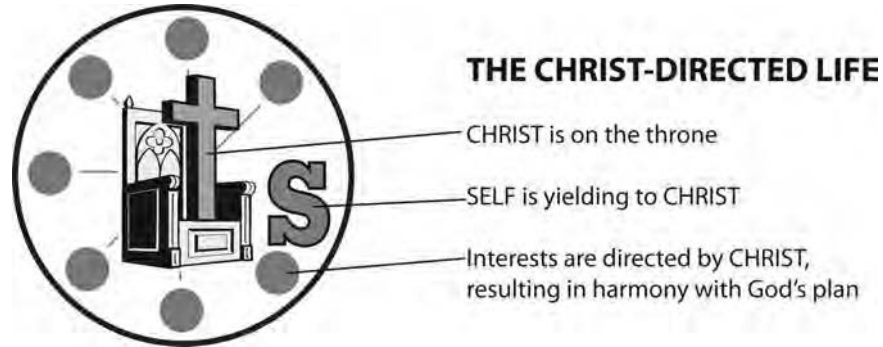 THE CHRIST-DIRECTED LIFE
CHRIST is on the throne
S
SELF is yielding to CHRIST
Interests are directed by CHRIST,
resulting in harmony with God's plan